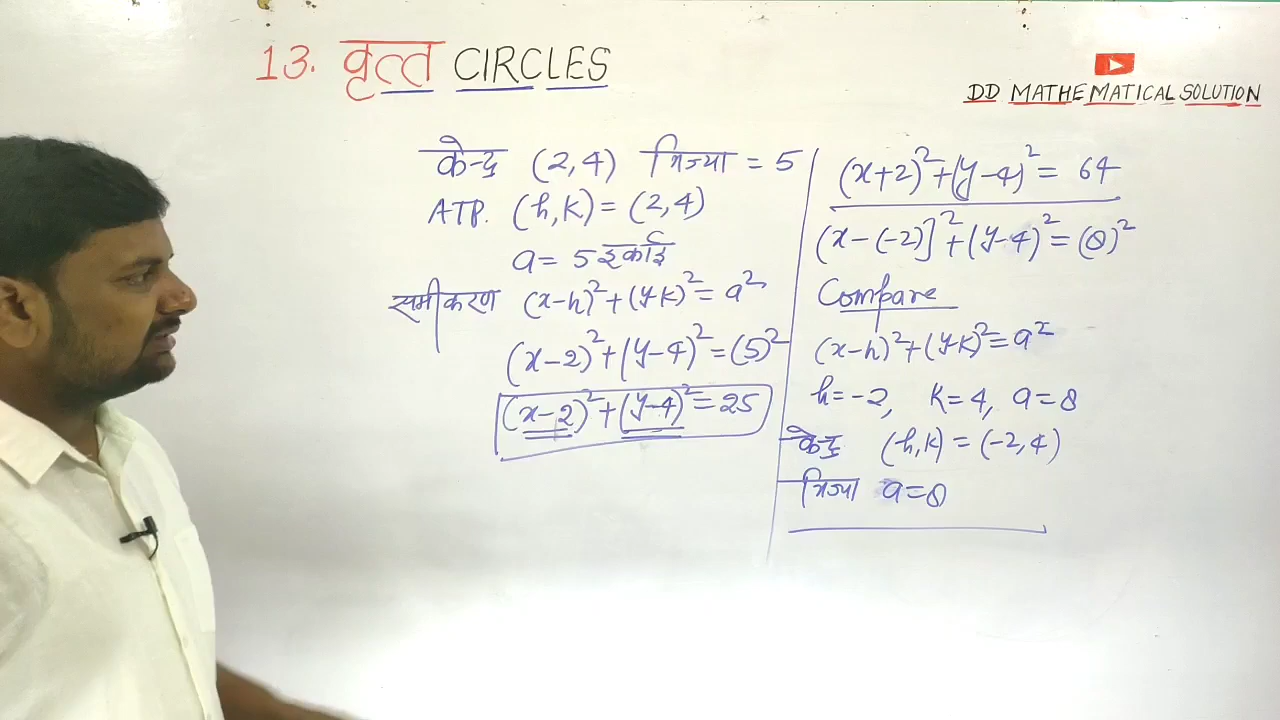 13. वृत्त CIRCLES
DD MATHEMATICAL SOLUTION
केन्द्र (2,4) त्रिज्या = 5
ATP. (h,k) = (2,4)
a = 5 इकाई
समीकरण (x-h)²+(y-k)² = a²
(x-2)²+(y-4)² = (5)²
(x-2)²+(y-4)² = 25
(x+2)²+(y-4)² = 64
(x-(-2)]²+(y-4)² = (8)²
Compare
(x-h)²+(y-k)² = a²
h=-2, k=4, a=8
केन्द्र (h,k) = (-2,4)
त्रिज्या a=8